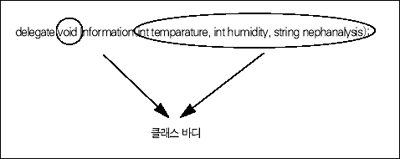 delegate void Information(int temparature, int humidity, string nephanalysis);
클래스 바디